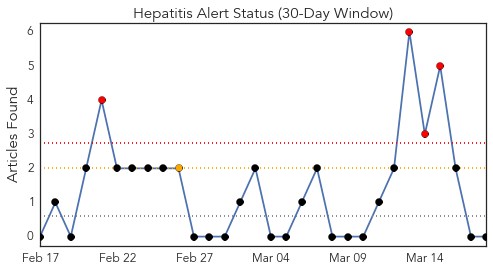 Hepatitis Alert Status (30-Day Window)
Articles Found
6
5
4
3
2
1
0
Feb 17 Feb 22 Feb 27 Mar 04 Mar 09 Mar 14